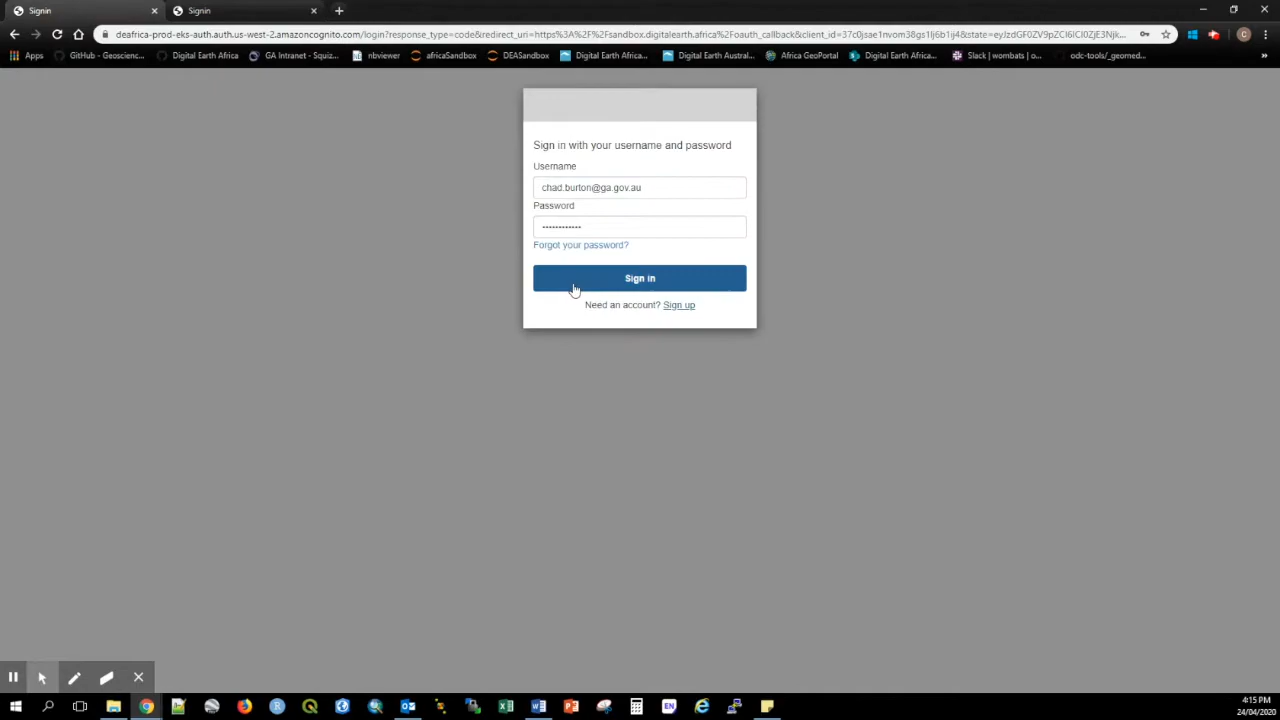 Signin
Signin
deafrica-prod-eks-auth.auth.us-west-2.amazoncognito.com/login?response_type=code&redirect_uri=https%3A%2F%2Fsandbox.digitalearth.africa%2Foauth_callback&client_id=37c0jsae1nvom38gs1lj6b1ij4&state=eyJzdGF0ZV9pZCI6ICI0ZjE3Njk...
Apps GitHub - Geoscienc... Digital Earth Africa GA Intranet - Squiz... nbviewer africaSandbox DEASandbox Digital Earth Africa... Digital Earth Austral... Africa GeoPortal Digital Earth Africa... Slack | wombats | o... odc-tools/_geomed...
Sign in with your username and password
Username
chad.burton@ga.gov.au
Password
Forgot your password?
Sign in
Need an account? Sign up
4:15 PM
24/04/2020